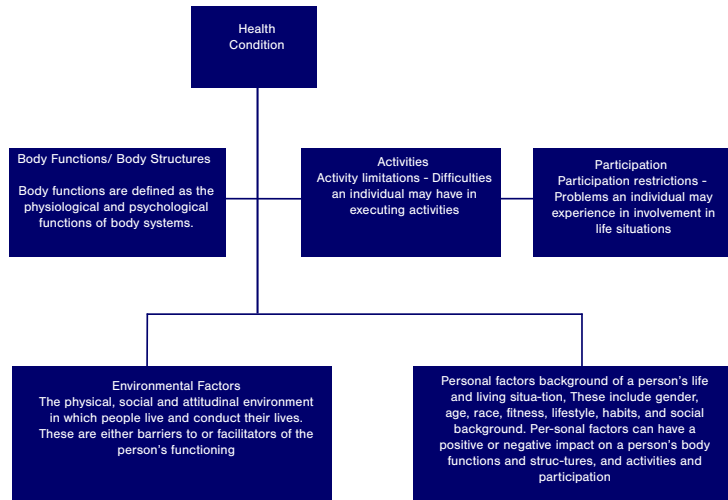 Health
Condition
Body Functions/ Body Structures
Body functions are defined as the
physiological and psychological
functions of body systems.
Activities
Activity limitations - Difficulties
an individual may have in
executing activities
Participation
Participation restrictions -
Problems an individual may
experience in involvement in
life situations
Environmental Factors
The physical, social and attitudinal environment
in which people live and conduct their lives.
These are either barriers to or facilitators of the
person's functioning
Personal factors background of a person's life
and living situa-tion, These include gender,
age, race, fitness, lifestyle, habits, and social
background. Per-sonal factors can have a
positive or negative impact on a person's body
functions and struc-tures, and activities and
participation